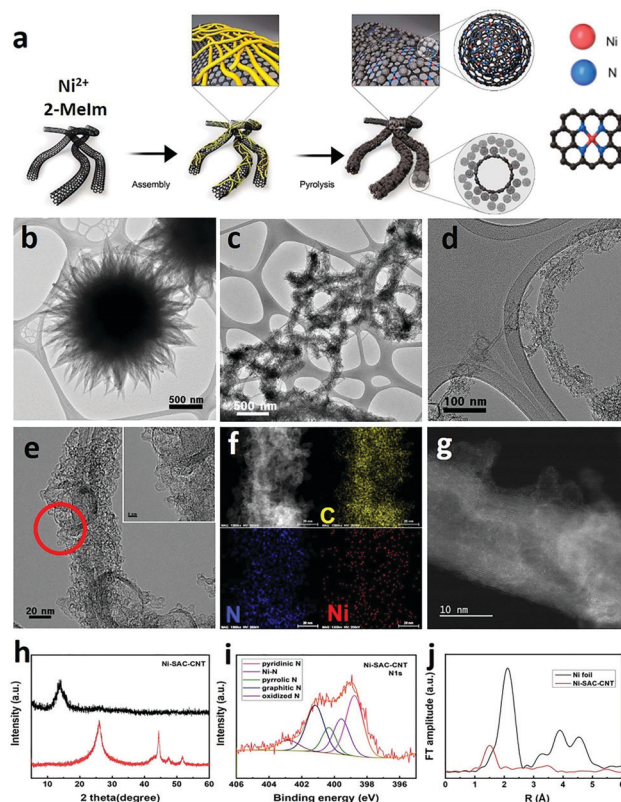 a
Ni²⁺
2-MeIm
Assembly
Pyrolysis
Ni
N
b
500 nm
c
500 nm
d
100 nm
e
20 nm
f
C
N
Ni
g
10 nm
h
Ni-SAC-CNT
Intensity (a.u.)
0 10 20 30 40 50 60
2 theta(degree)
i
pyridinic N
Ni-N
pyrrolic N
graphitic N
oxidized N
Ni-SAC-CNT
N1s
Intensity (a.u.)
406 404 402 400 398 396 395
Binding energy (eV)
j
Ni foil
Ni-SAC-CNT
FT amplitude (a.u.)
0 1 2 3 4 5 6
R (Å)